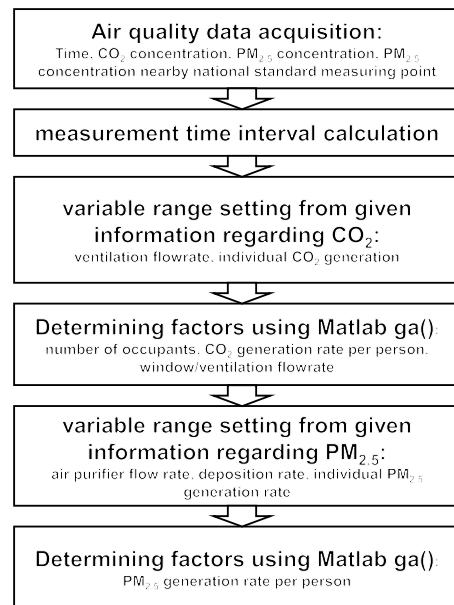 Air quality data acquisition:
Time, CO₂ concentration, PM₂.₅ concentration, PM₂.₅
concentration nearby national standard measuring point
measurement time interval calculation
variable range setting from given
information regarding CO₂:
ventilation flowrate, individual CO₂ generation
Determining factors using Matlab ga():
number of occupants, CO₂ generation rate per person,
window/ventilation flowrate
variable range setting from given
information regarding PM₂.₅:
air purifier flow rate, deposition rate, individual PM₂.₅
generation rate
Determining factors using Matlab ga():
PM₂.₅ generation rate per person